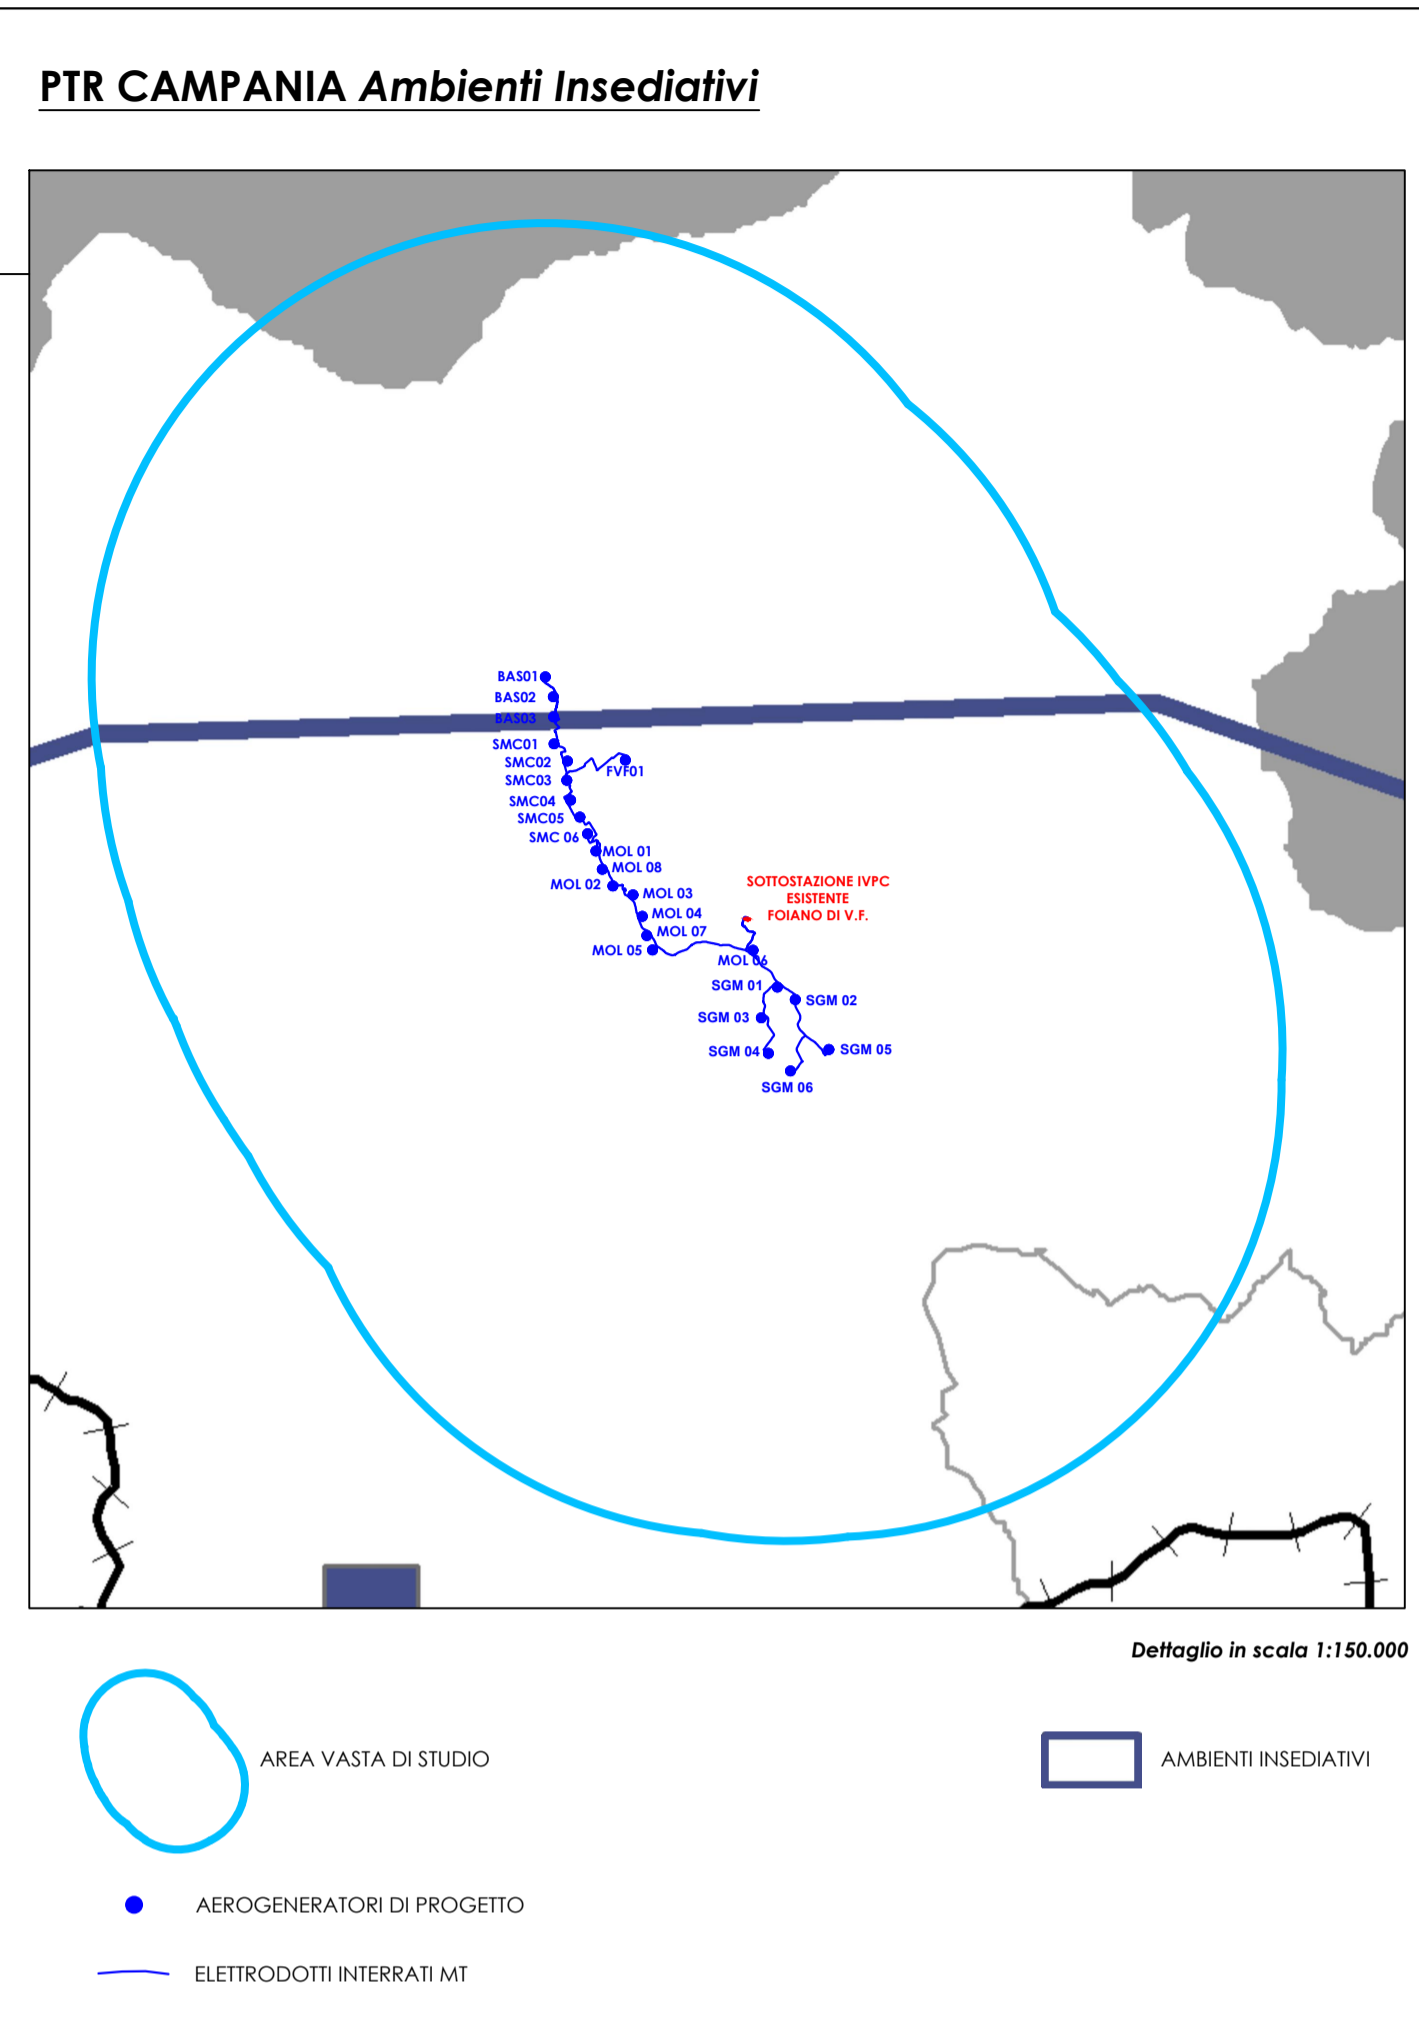 PTR CAMPANIA Ambienti Insediativi
BAS01
BAS02
BAS03
SMC01
SMC02
FVF01
SMC03
SMC04
SMC05
SMC 06
MOL 01
MOL 08
MOL 02
MOL 03
MOL 04
MOL 07
MOL 05
SOTTOSTAZIONE IVPC
ESISTENTE
FOIANO DI V.F.
MOL 06
SGM 01
SGM 02
SGM 03
SGM 04
SGM 05
SGM 06
Dettaglio in scala 1:150.000
AREA VASTA DI STUDIO
AMBIENTI INSEDIATIVI
AEROGENERATORI DI PROGETTO
ELETTRODOTTI INTERRATI MT